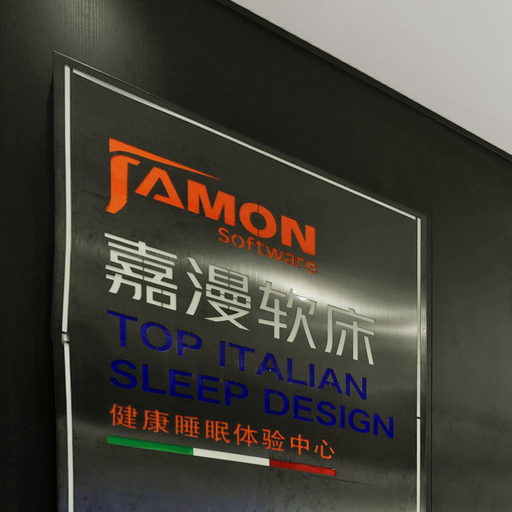 JAMON
Software
嘉漫软床
TOP ITALIAN
SLEEP DESIGN
健康睡眠体验中心